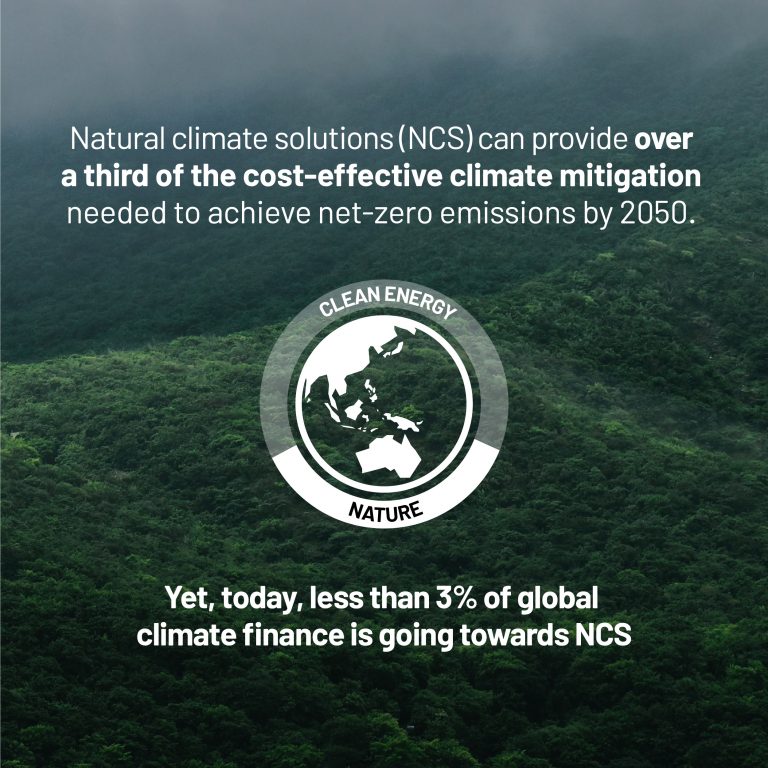 Natural climate solutions (NCS) can provide over
a third of the cost-effective climate mitigation
needed to achieve net-zero emissions by 2050.
CLEAN ENERGY
NATURE
Yet, today, less than 3% of global
climate finance is going towards NCS